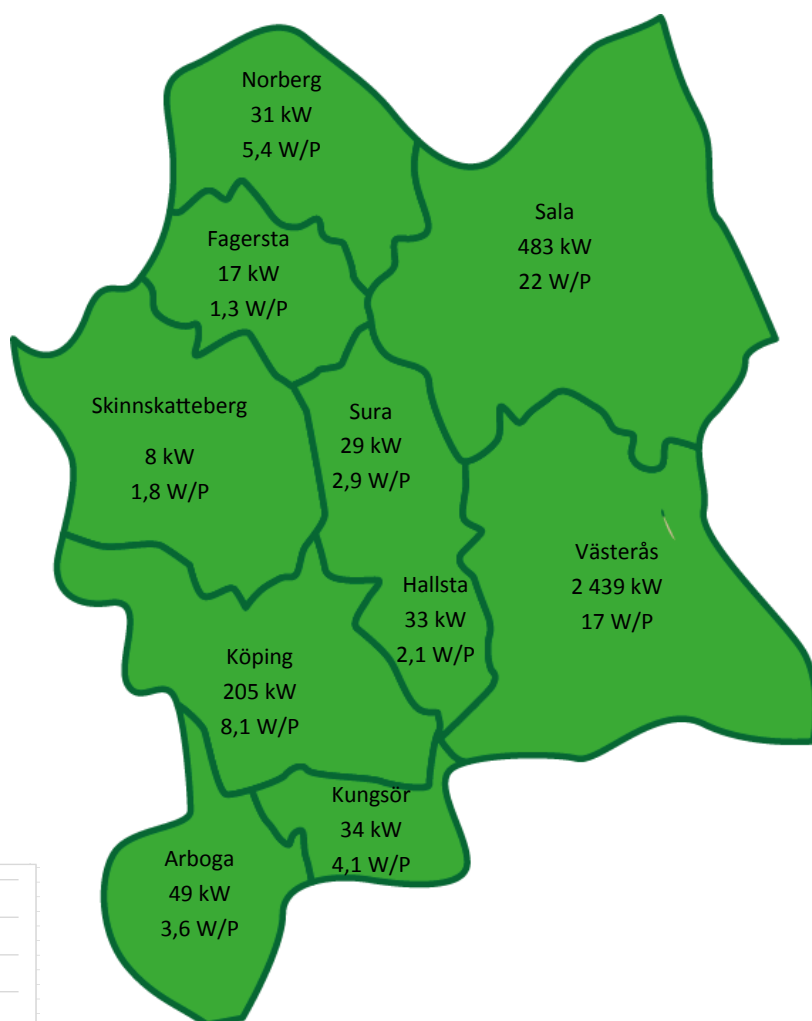 Norberg
31 kW
5,4 W/P
Sala
483 kW
22 W/P
Fagersta
17 kW
1,3 W/P
Skinnskatteberg
8 kW
1,8 W/P
Sura
29 kW
2,9 W/P
Västerås
2 439 kW
17 W/P
Hallsta
33 kW
2,1 W/P
Köping
205 kW
8,1 W/P
Kungsör
34 kW
4,1 W/P
Arboga
49 kW
3,6 W/P